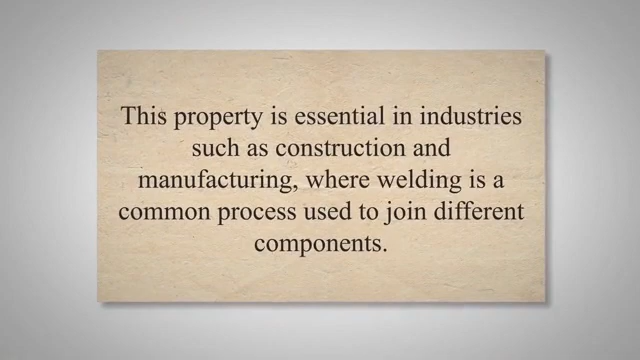 This property is essential in industries
such as construction and
manufacturing, where welding is a
common process used to join different
components.